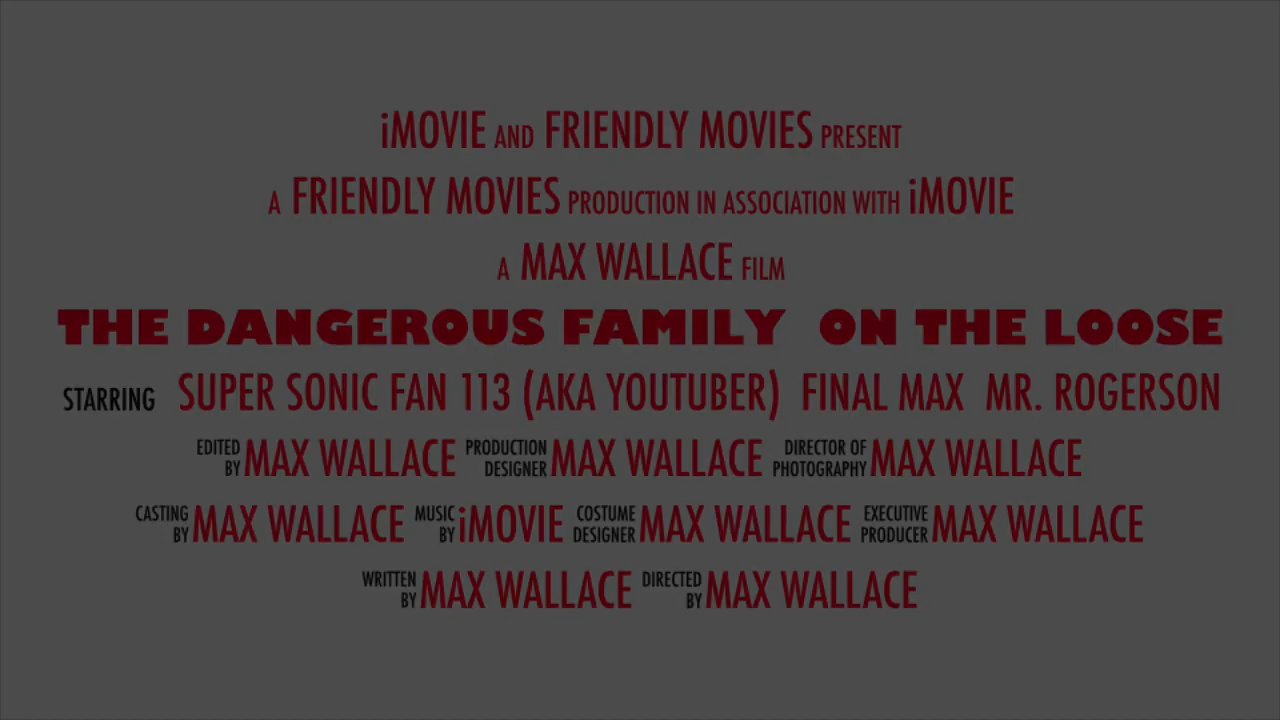 iMOVIE AND FRIENDLY MOVIES PRESENT
A FRIENDLY MOVIES PRODUCTION IN ASSOCIATION WITH iMOVIE
A MAX WALLACE FILM
THE DANGEROUS FAMILY ON THE LOOSE
STARRING SUPER SONIC FAN 113 (AKA YOUTUBER) FINAL MAX MR. ROGERSON
EDITED BY MAX WALLACE PRODUCTION DESIGNER MAX WALLACE DIRECTOR OF PHOTOGRAPHY MAX WALLACE
CASTING BY MAX WALLACE MUSIC BY iMOVIE COSTUME DESIGNER MAX WALLACE EXECUTIVE PRODUCER MAX WALLACE
WRITTEN BY MAX WALLACE DIRECTED BY MAX WALLACE